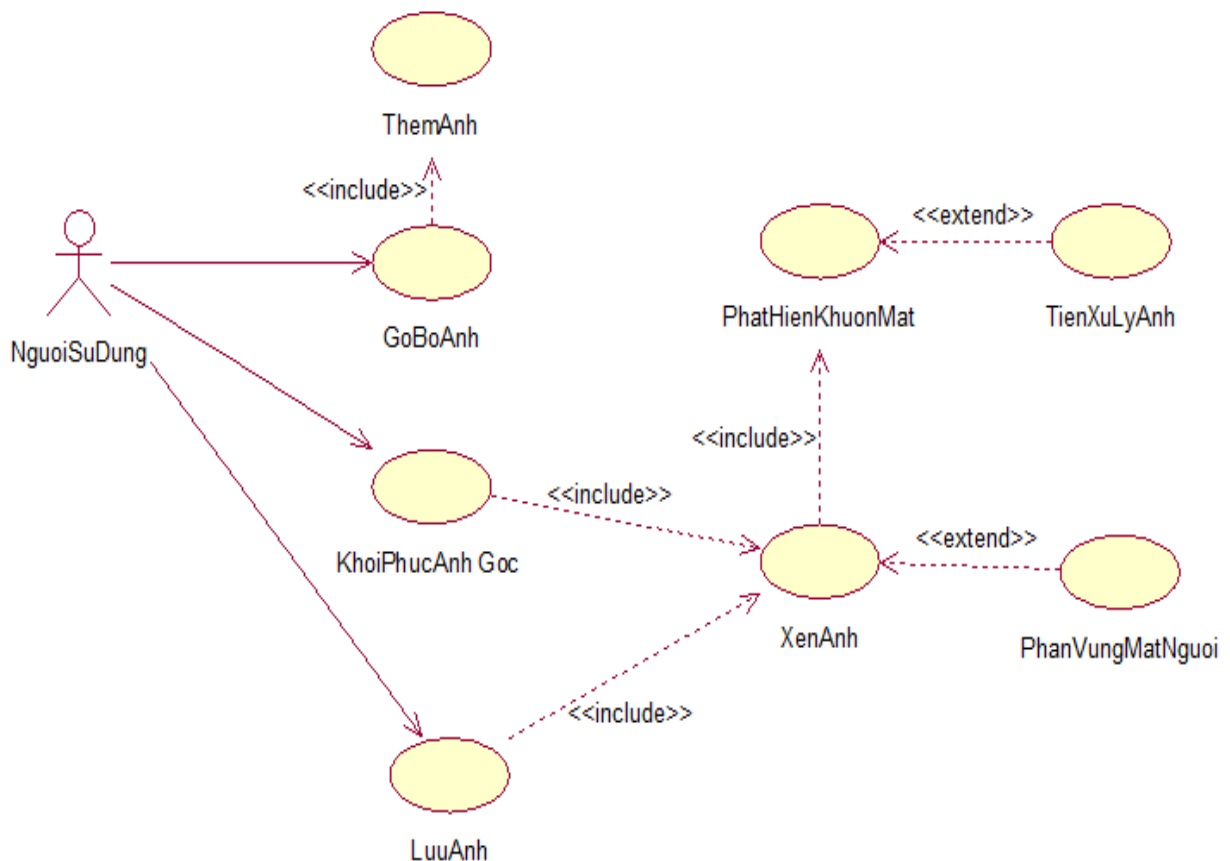 ThemAnh
<<include>>
NguoiSuDung
GoBoAnh
<<extend>>
PhatHienKhuonMat
TienXuLyAnh
<<include>>
<<include>>
KhoiPhucAnh Goc
<<extend>>
XenAnh
PhanVungMatNguoi
<<include>>
LuuAnh